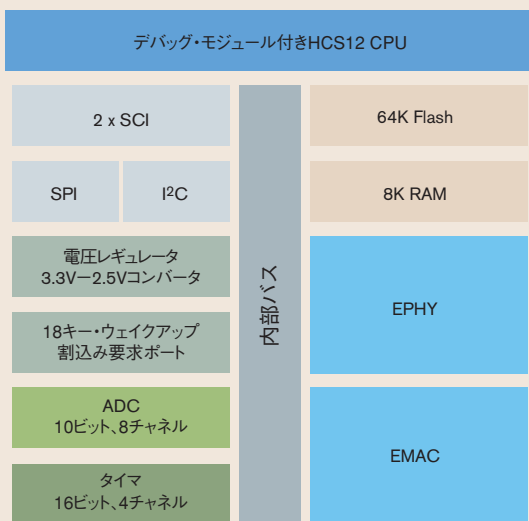 デバッグ・モジュール付きHCS12 CPU
2 x SCI
SPI
I²C
電圧レギュレータ
3.3Vー2.5Vコンバータ
18キー・ウェイクアップ
割込み要求ポート
ADC
10ビット、8チャネル
タイマ
16ビット、4チャネル
内部バス
64K Flash
8K RAM
EPHY
EMAC